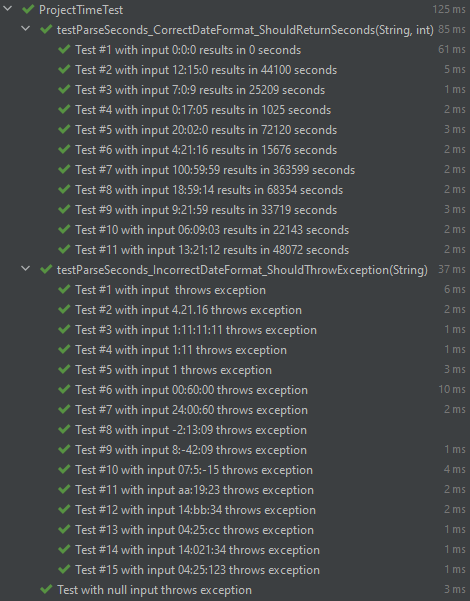 ProjectTimeTest 125 ms
testParseSeconds_CorrectDateFormat_ShouldReturnSeconds(String, int) 85 ms
Test #1 with input 0:0:0 results in 0 seconds 61 ms
Test #2 with input 12:15:0 results in 44100 seconds 5 ms
Test #3 with input 7:0:9 results in 25209 seconds 1 ms
Test #4 with input 0:17:05 results in 1025 seconds 2 ms
Test #5 with input 20:02:0 results in 72120 seconds 3 ms
Test #6 with input 4:21:16 results in 15676 seconds 2 ms
Test #7 with input 100:59:59 results in 363599 seconds 2 ms
Test #8 with input 18:59:14 results in 68354 seconds 2 ms
Test #9 with input 9:21:59 results in 33719 seconds 3 ms
Test #10 with input 06:09:03 results in 22143 seconds 2 ms
Test #11 with input 13:21:12 results in 48072 seconds 2 ms
testParseSeconds_IncorrectDateFormat_ShouldThrowException(String) 37 ms
Test #1 with input  throws exception 6 ms
Test #2 with input 4.21.16 throws exception 2 ms
Test #3 with input 1:11:11:11 throws exception 1 ms
Test #4 with input 1:11 throws exception 1 ms
Test #5 with input 1 throws exception 3 ms
Test #6 with input 00:60:00 throws exception 10 ms
Test #7 with input 24:00:60 throws exception 2 ms
Test #8 with input -2:13:09 throws exception
Test #9 with input 8:-42:09 throws exception 1 ms
Test #10 with input 07:5:-15 throws exception 4 ms
Test #11 with input aa:19:23 throws exception 2 ms
Test #12 with input 14:bb:34 throws exception 2 ms
Test #13 with input 04:25:cc throws exception 1 ms
Test #14 with input 14:021:34 throws exception 1 ms
Test #15 with input 04:25:123 throws exception 1 ms
Test with null input throws exception 3 ms